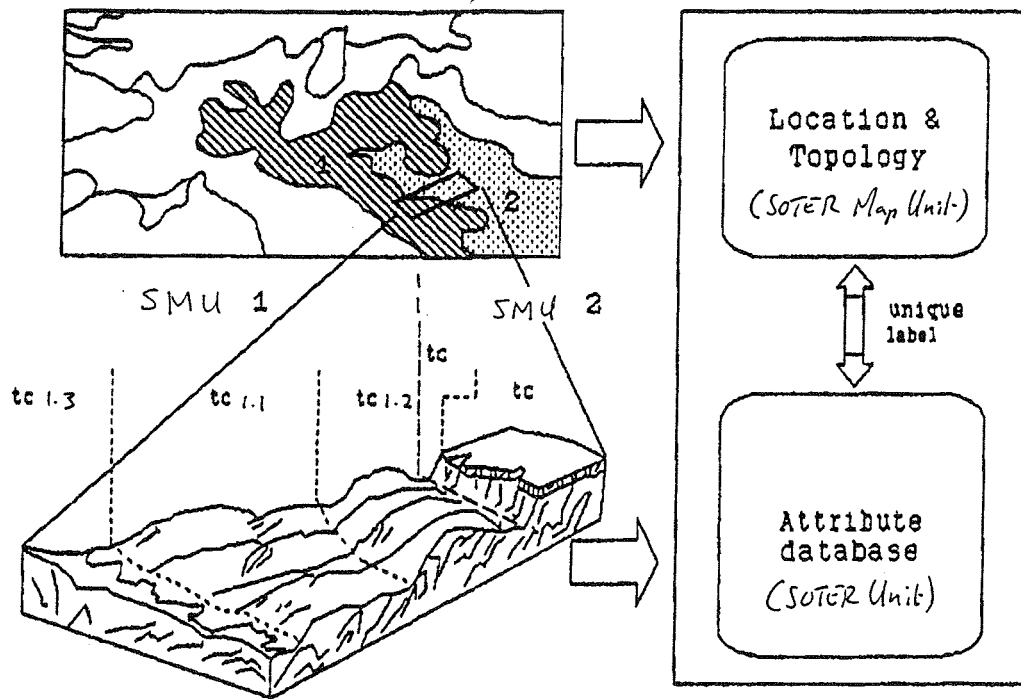 1
2
Location &
Topology
(SOTER Map Unit)
SMU 1
SMU 2
unique
label
tc
tc 1.3
tc 1.1
tc 1.2
tc
Attribute
database
(SOTER Unit)